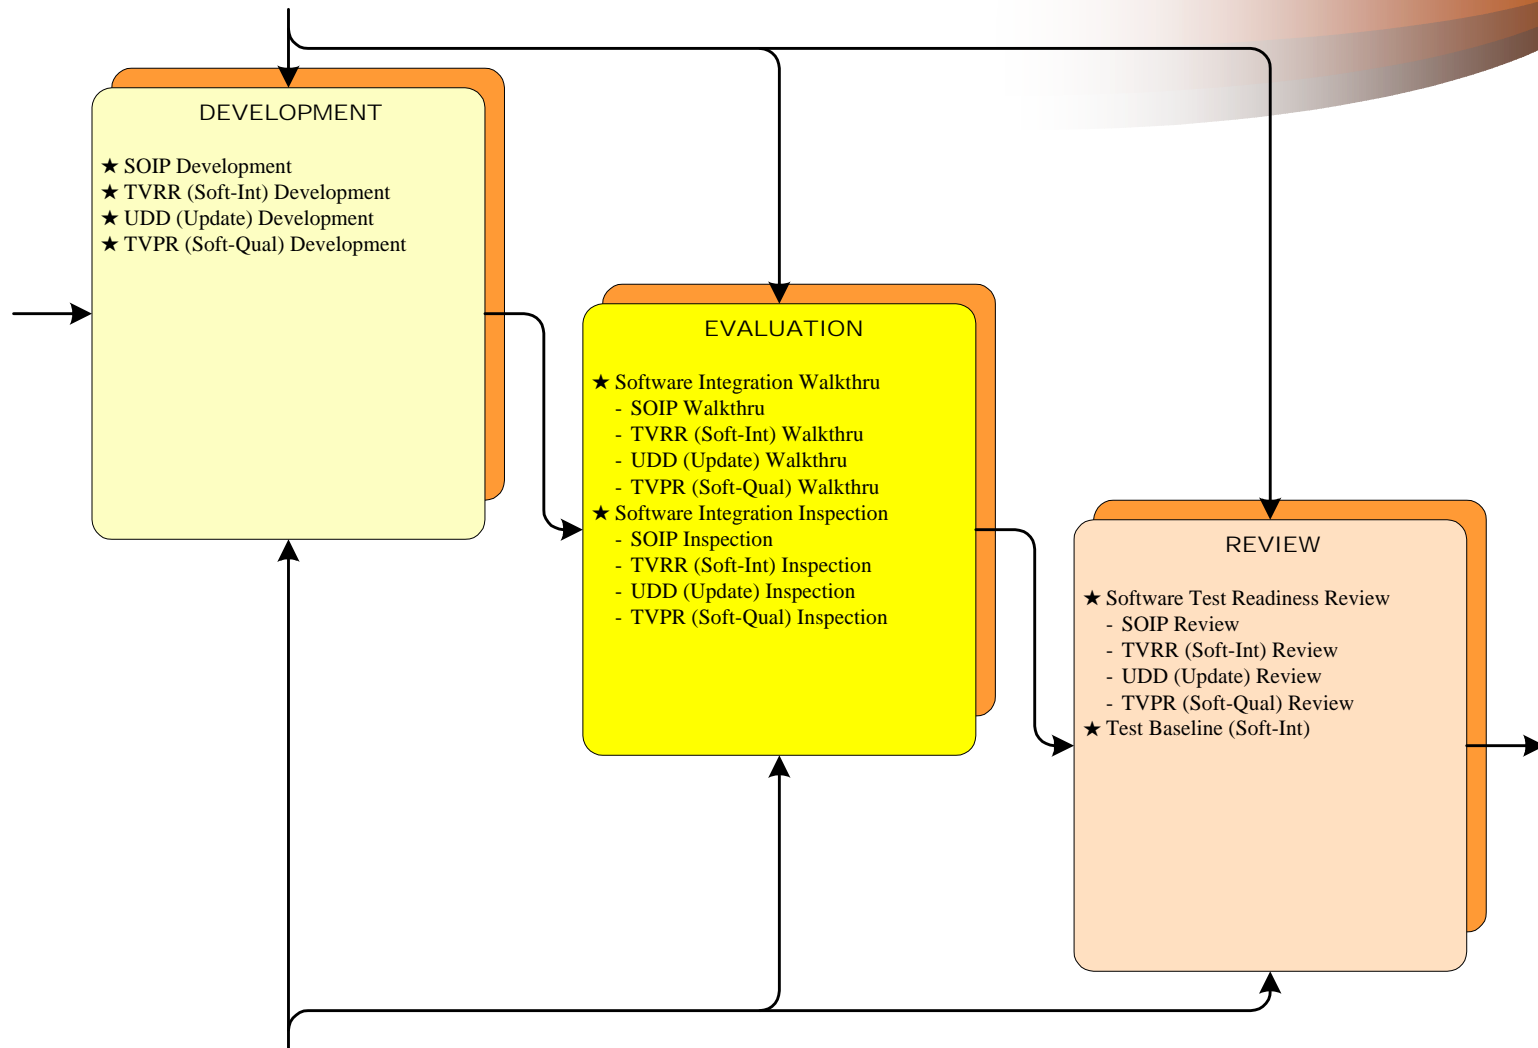 DEVELOPMENT
★ SOIP Development
★ TVRR (Soft-Int) Development
★ UDD (Update) Development
★ TVPR (Soft-Qual) Development
EVALUATION
★ Software Integration Walkthru
- SOIP Walkthru
- TVRR (Soft-Int) Walkthru
- UDD (Update) Walkthru
- TVPR (Soft-Qual) Walkthru
★ Software Integration Inspection
- SOIP Inspection
- TVRR (Soft-Int) Inspection
- UDD (Update) Inspection
- TVPR (Soft-Qual) Inspection
REVIEW
★ Software Test Readiness Review
- SOIP Review
- TVRR (Soft-Int) Review
- UDD (Update) Review
- TVPR (Soft-Qual) Review
★ Test Baseline (Soft-Int)